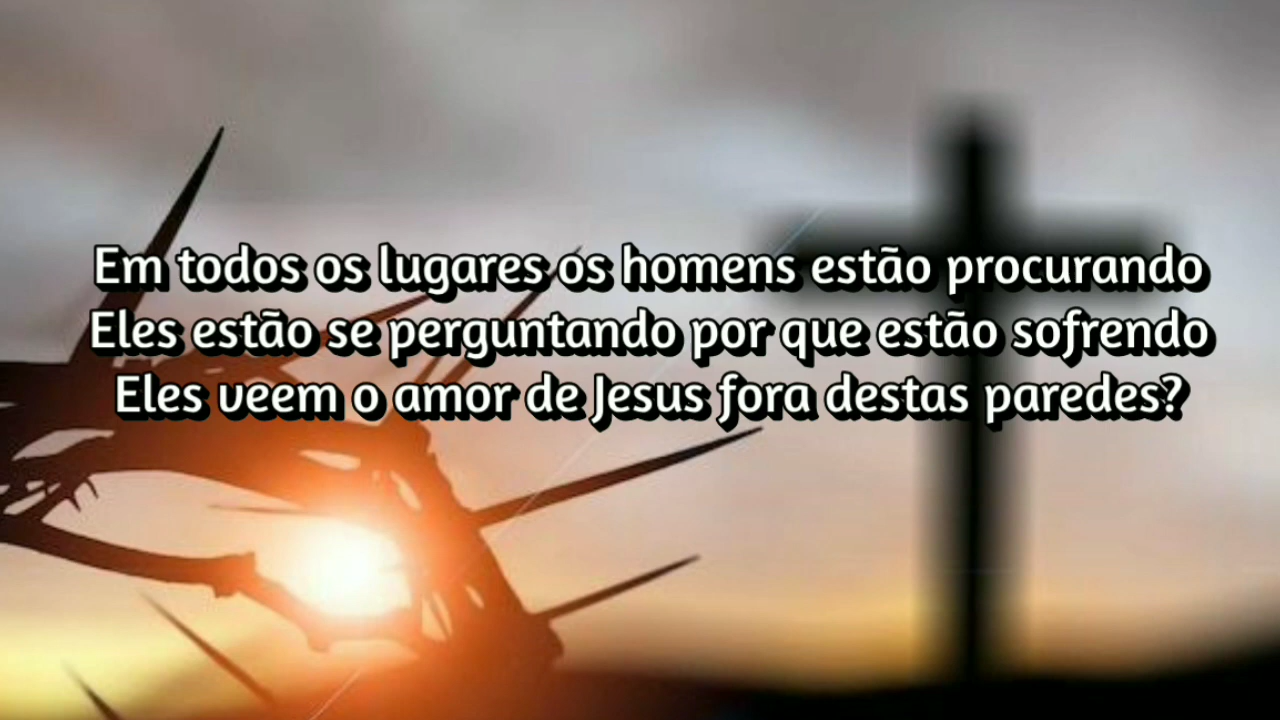 Em todos os lugares os homens estão procurando
Eles estão se perguntando por que estão sofrendo
Eles veem o amor de Jesus fora destas paredes?